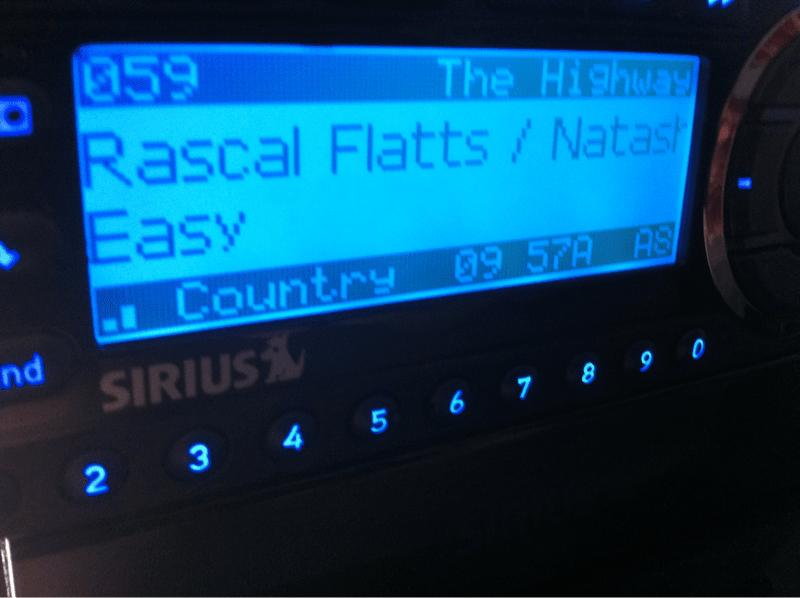 059 The Highway
Rascal Flatts / Natash
Easy
Country 09 57A A8
nd
SIRIUS
2 3 4 5 6 7 8 9 0